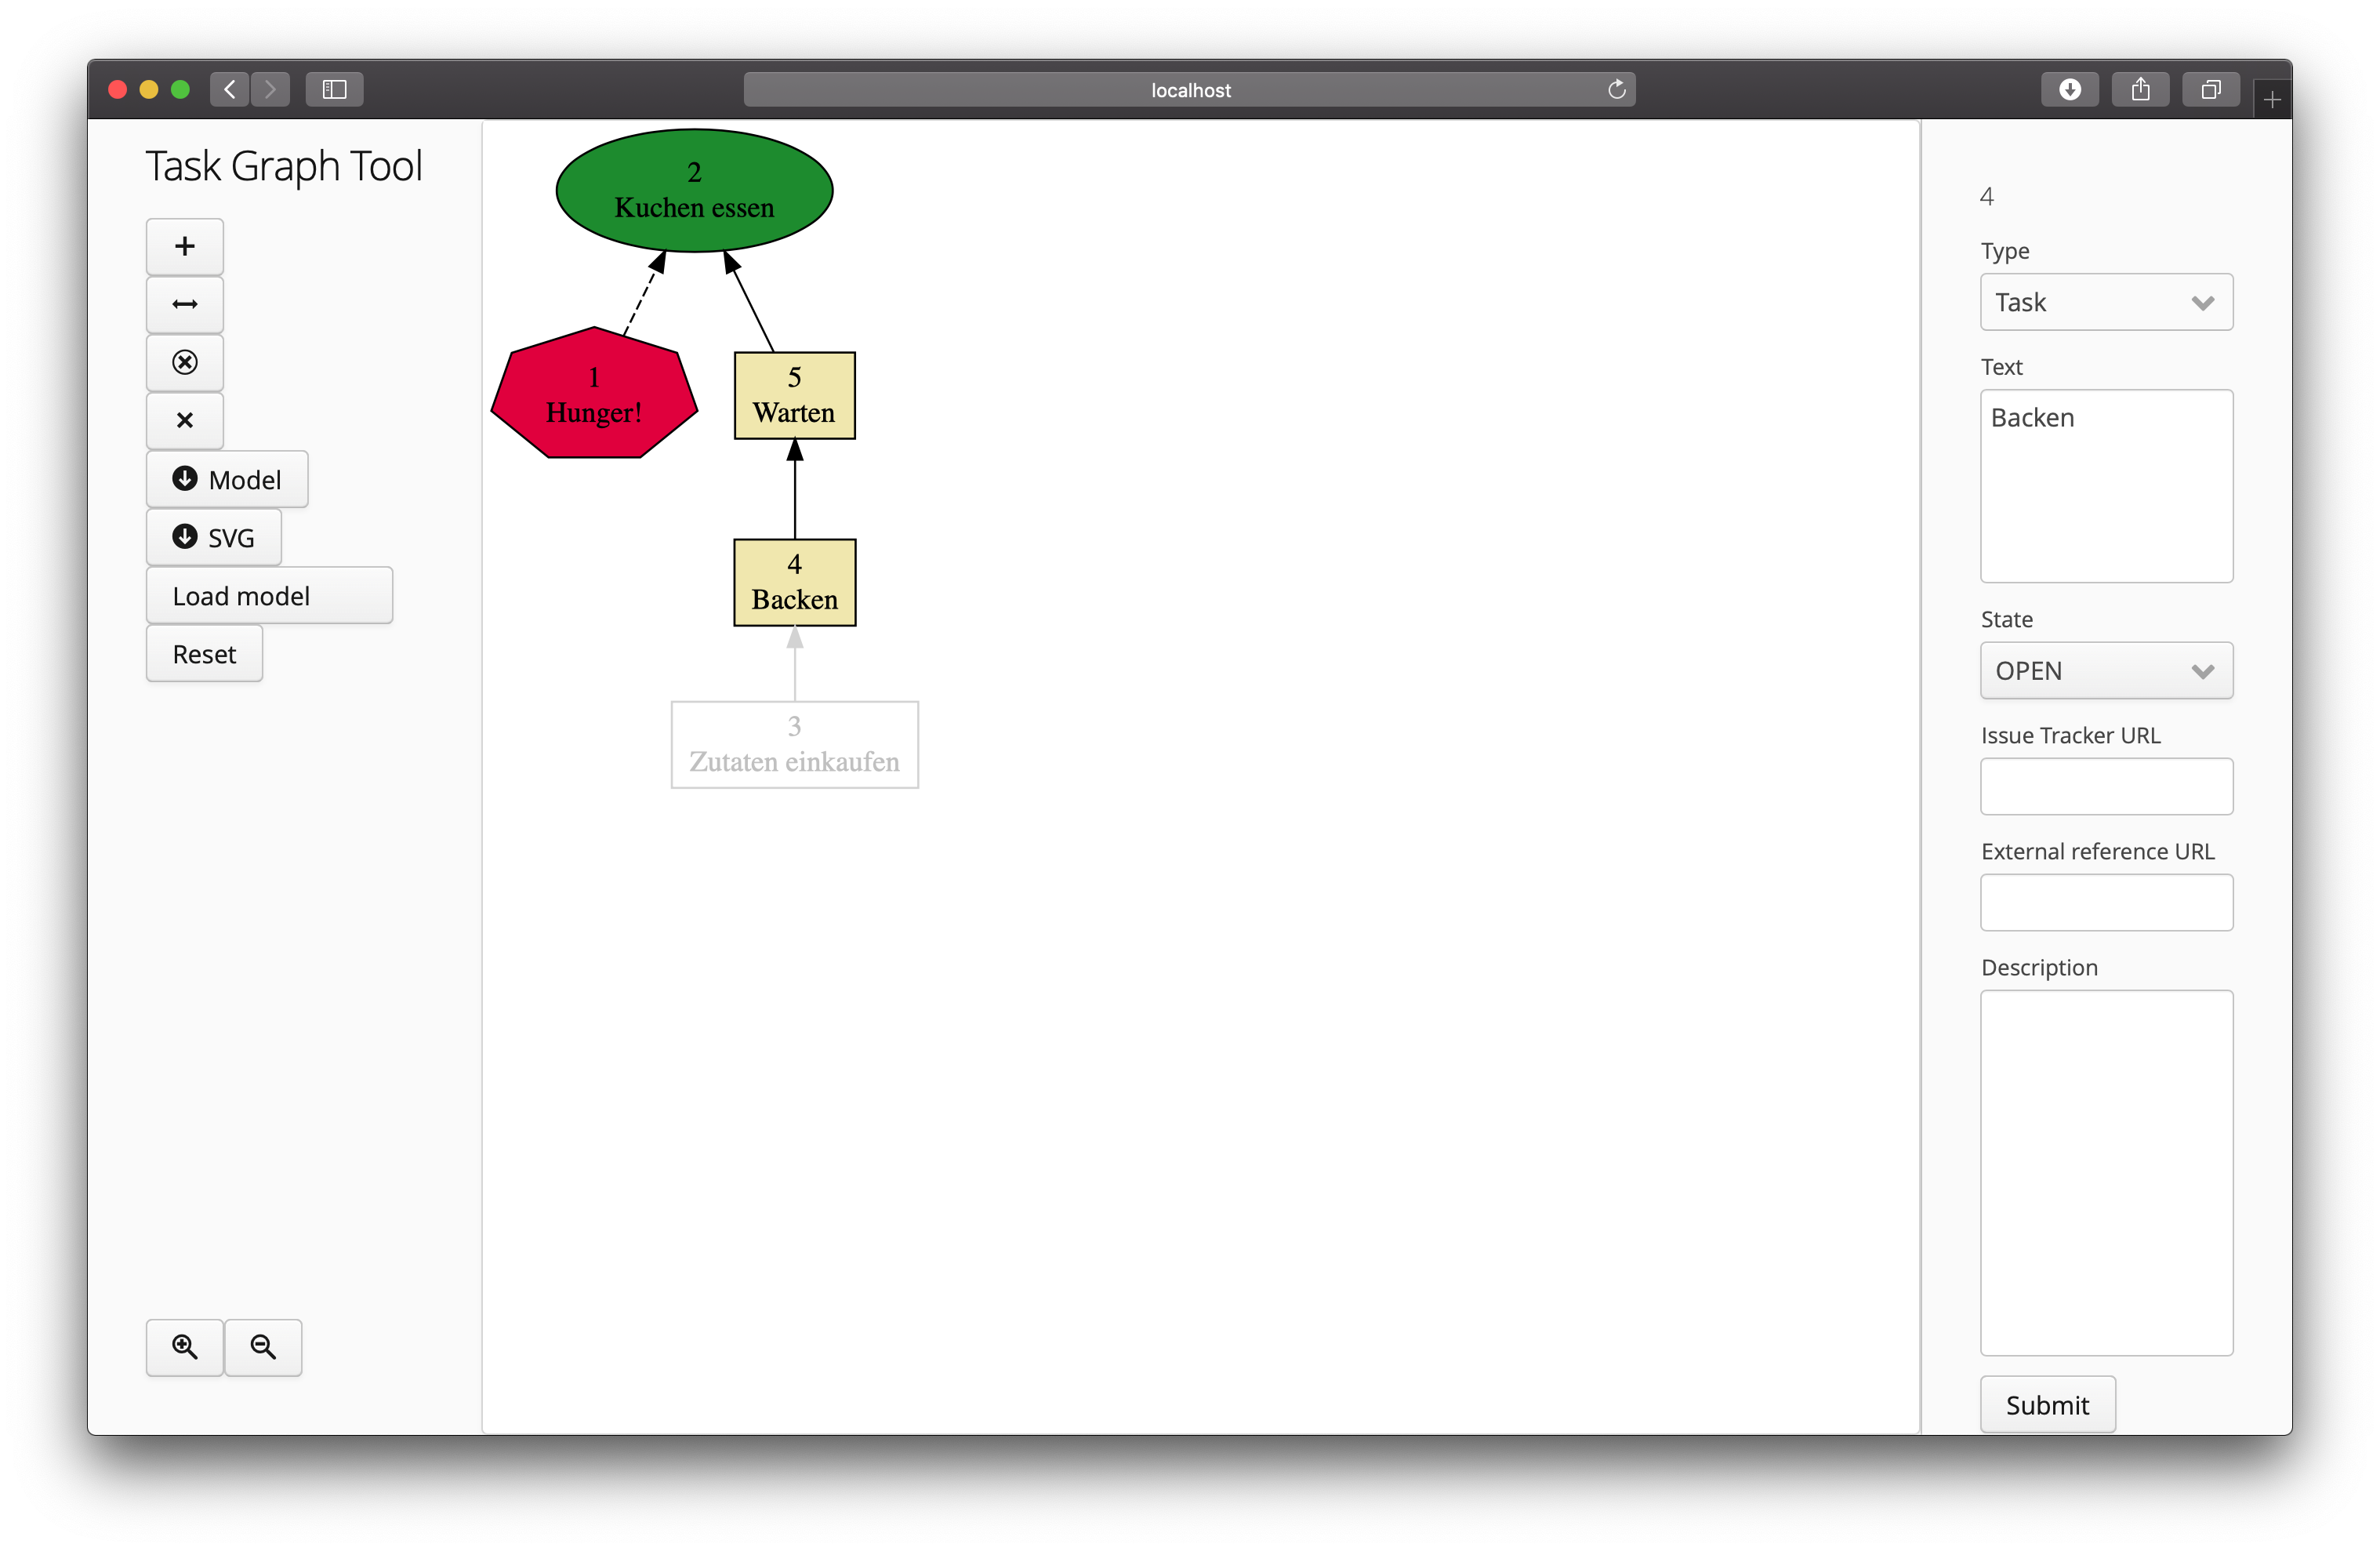 localhost
Task Graph Tool
Model
SVG
Load model
Reset
2
Kuchen essen
1
Hunger!
5
Warten
4
Backen
3
Zutaten einkaufen
4
Type
Task
Text
Backen
State
OPEN
Issue Tracker URL
External reference URL
Description
Submit